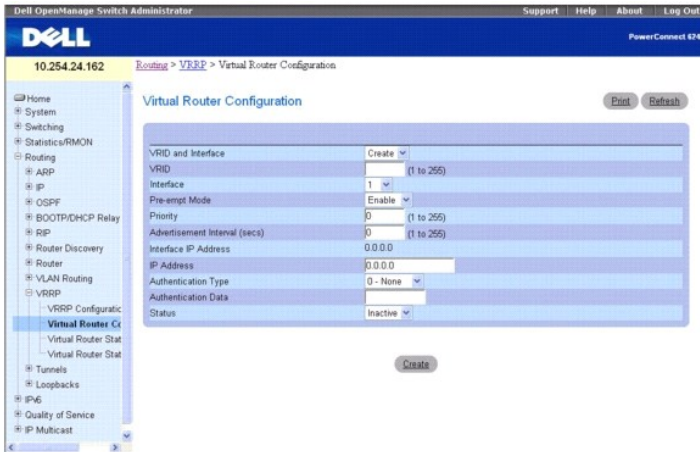 Dell OpenManage Switch Administrator
Support Help About Log Out
DELL
PowerConnect 624
10.254.24.162
Routing > VRRP > Virtual Router Configuration
Home
System
Switching
Statistics/RMON
Routing
ARP
IP
OSPF
BOOTP/DHCP Relay
RIP
Router Discovery
Router
VLAN Routing
VRRP
VRRP Configuratic
Virtual Router Cc
Virtual Router Stat
Virtual Router Stat
Tunnels
Loopbacks
IPv6
Quality of Service
IP Multicast
Virtual Router Configuration
Print Refresh
VRID and Interface Create
VRID (1 to 255)
Interface 1
Pre-empt Mode Enable
Priority 0 (1 to 255)
Advertisement Interval (secs) 0 (1 to 255)
Interface IP Address 0.0.0.0
IP Address 0.0.0.0
Authentication Type 0 - None
Authentication Data
Status Inactive
Create